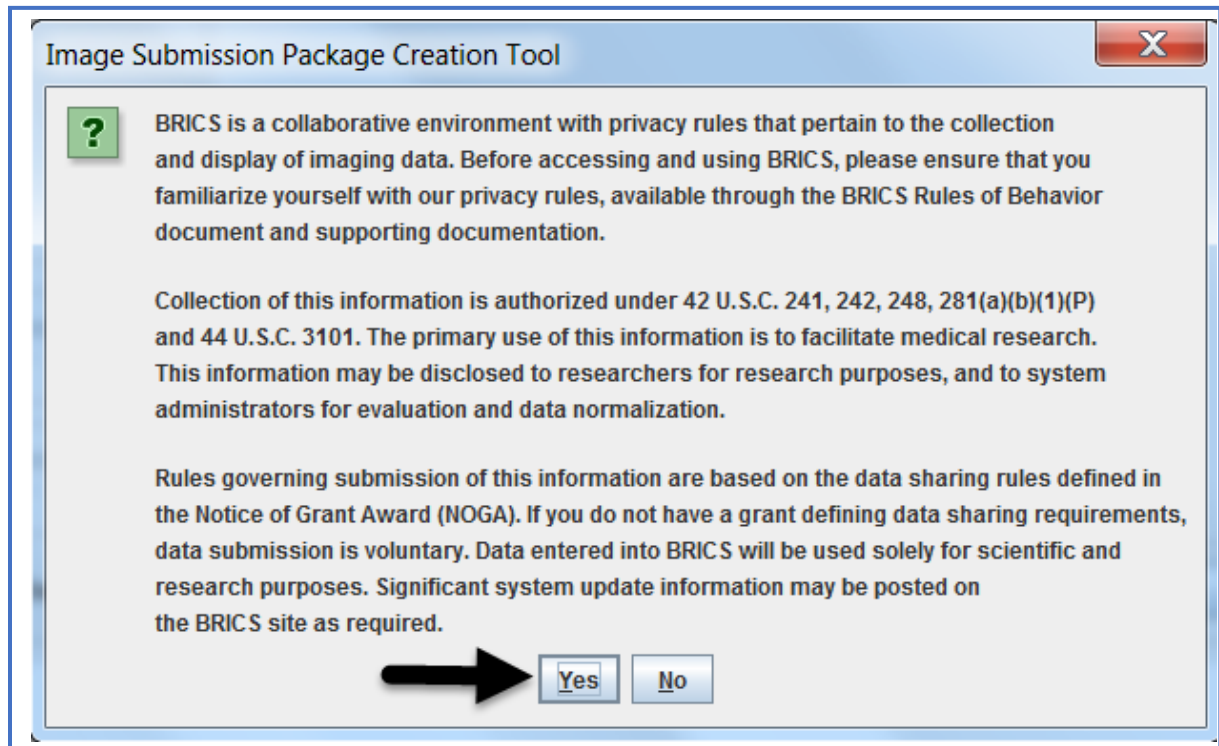 Image Submission Package Creation Tool
X
?
BRICS is a collaborative environment with privacy rules that pertain to the collection
and display of imaging data. Before accessing and using BRICS, please ensure that you
familiarize yourself with our privacy rules, available through the BRICS Rules of Behavior
document and supporting documentation.
Collection of this information is authorized under 42 U.S.C. 241, 242, 248, 281(a)(b)(1)(P)
and 44 U.S.C. 3101. The primary use of this information is to facilitate medical research.
This information may be disclosed to researchers for research purposes, and to system
administrators for evaluation and data normalization.
Rules governing submission of this information are based on the data sharing rules defined in
the Notice of Grant Award (NOGA). If you do not have a grant defining data sharing requirements,
data submission is voluntary. Data entered into BRICS will be used solely for scientific and
research purposes. Significant system update information may be posted on
the BRICS site as required.
Yes No